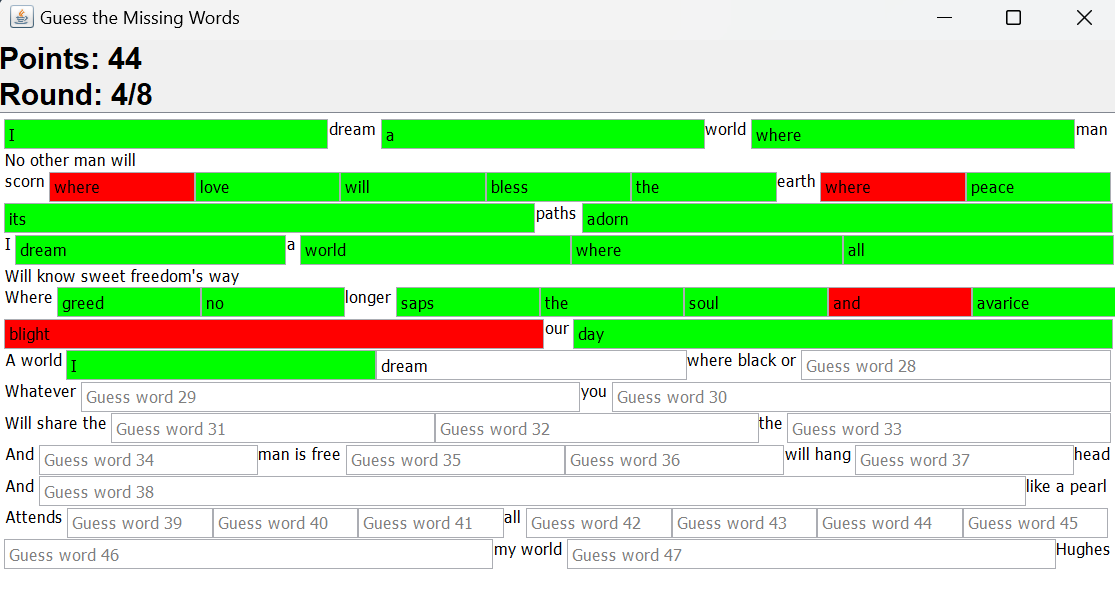 Guess the Missing Words
Points: 44
Round: 4/8
I dream a world where man
No other man will
scorn where love will bless the earth where peace
its paths adorn
I dream a world where all
Will know sweet freedom's way
Where greed no longer saps the soul and avarice
blight our day
A world I dream where black or Guess word 28
Whatever Guess word 29 you Guess word 30
Will share the Guess word 31 Guess word 32 the Guess word 33
And Guess word 34 man is free Guess word 35 Guess word 36 will hang Guess word 37 head
And Guess word 38 like a pearl
Attends Guess word 39 Guess word 40 Guess word 41 all Guess word 42 Guess word 43 Guess word 44 Guess word 45
Guess word 46 my world Guess word 47 Hughes